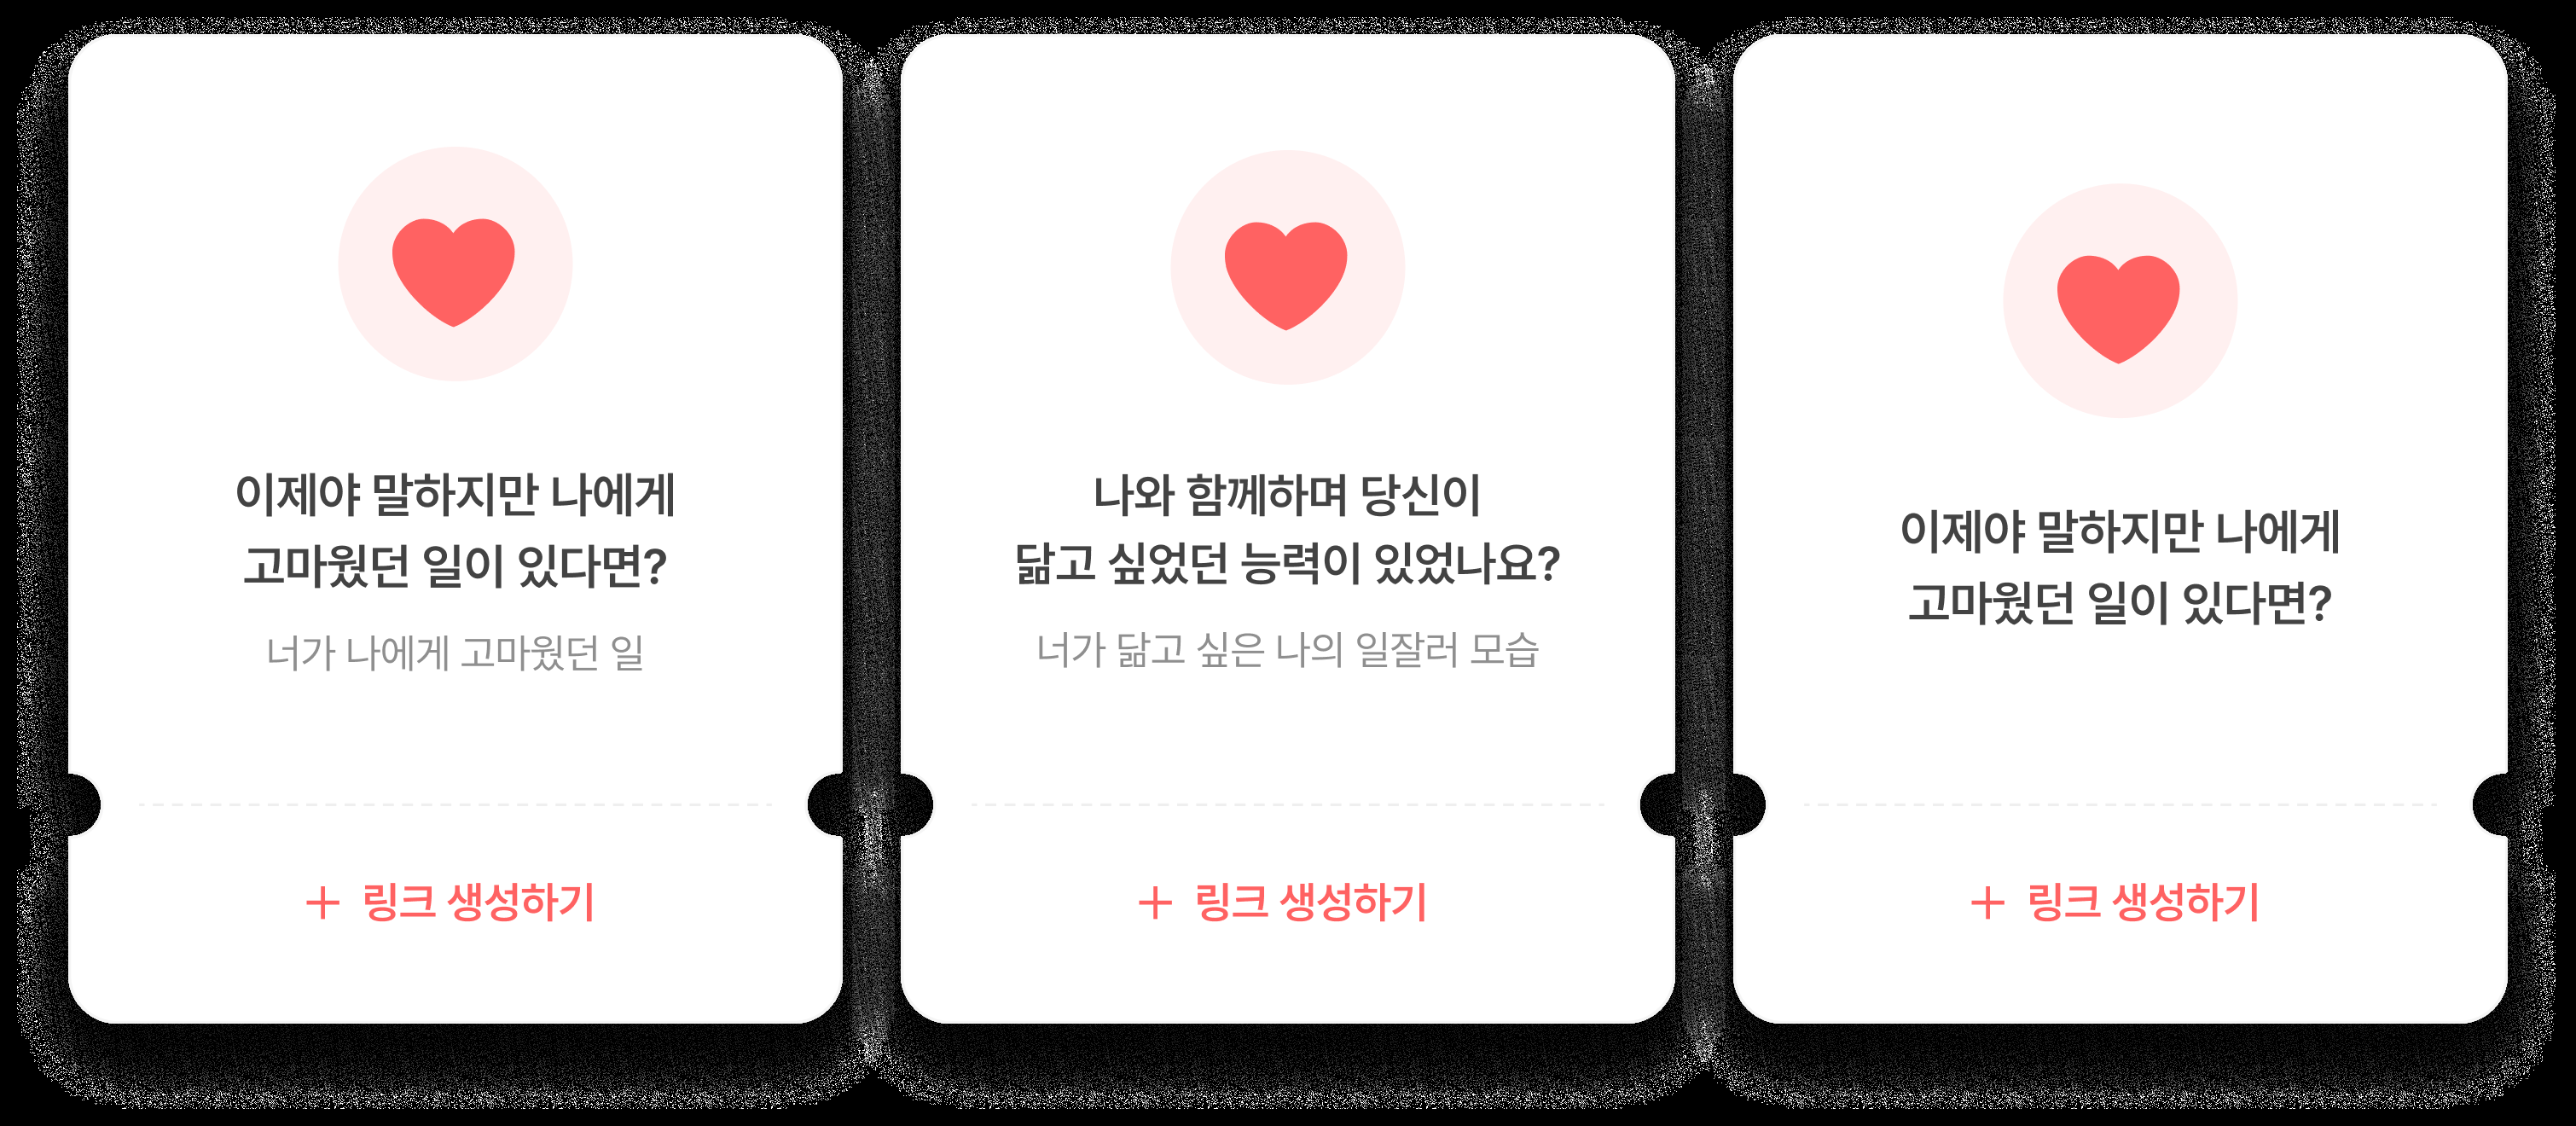 이제야 말하지만 나에게
고마웠던 일이 있다면?
너가 나에게 고마웠던 일
+ 링크 생성하기
나와 함께하며 당신이
닮고 싶었던 능력이 있었나요?
너가 닮고 싶은 나의 일잘러 모습
+ 링크 생성하기
이제야 말하지만 나에게
고마웠던 일이 있다면?
+ 링크 생성하기